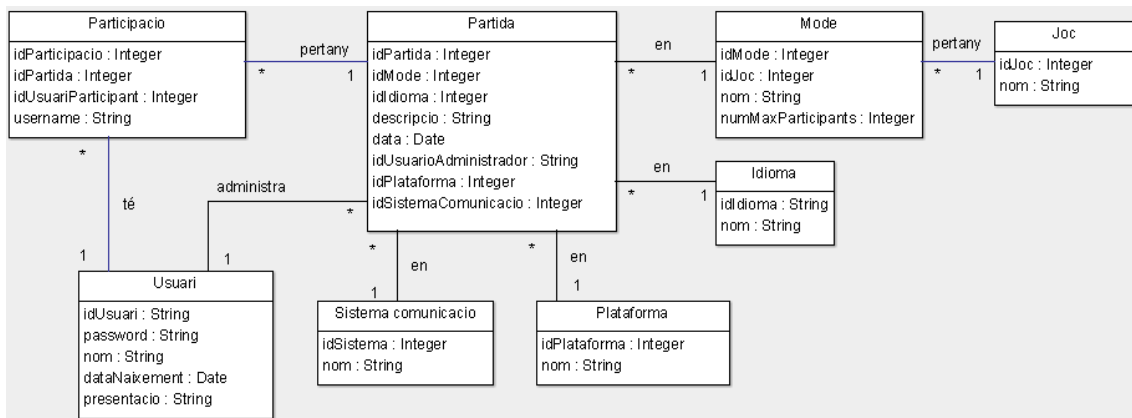 Participacio
idParticipacio : Integer
idPartida : Integer
idUsuariParticipant : Integer
username : String
pertany
*
1
Partida
idPartida : Integer
idMode : Integer
idIdioma : Integer
descripcio : String
data : Date
idUsuarioAdministrador : String
idPlataforma : Integer
idSistemaComunicacio : Integer
en
*
1
Mode
idMode : Integer
idJoc : Integer
nom : String
numMaxParticipants : Integer
pertany
*
1
Joc
idJoc : Integer
nom : String
en
*
1
Idioma
idIdioma : String
nom : String
*
té
1
administra
*
1
Usuari
idUsuari : String
password : String
nom : String
dataNaixement : Date
presentacio : String
*
en
1
Sistema comunicacio
idSistema : Integer
nom : String
*
en
1
Plataforma
idPlataforma : Integer
nom : String